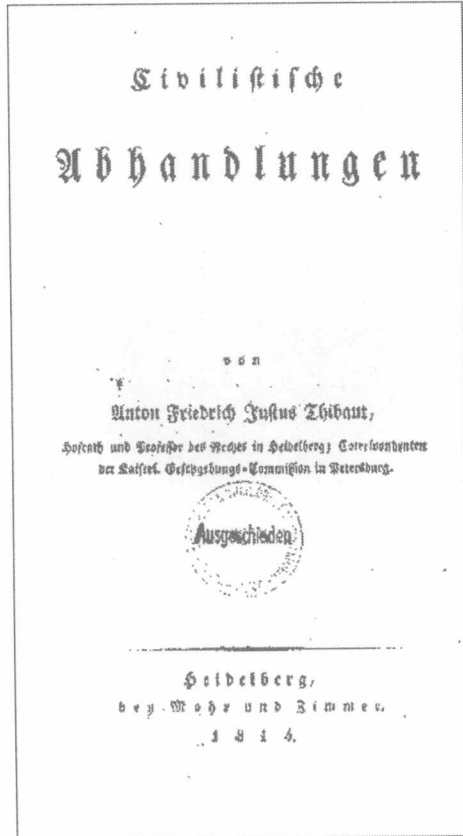 Civilistische
Abhandlungen
von
Anton Friedrich Justus Thibaut,
Hofrath und Professor des Rechts in Heidelberg, Correspondenten
der Kaiserl. Gesetzgebungs-Commission in Petersburg.
Ausgeschieden
Heidelberg,
bey Mohr und Zimmer.
1814.